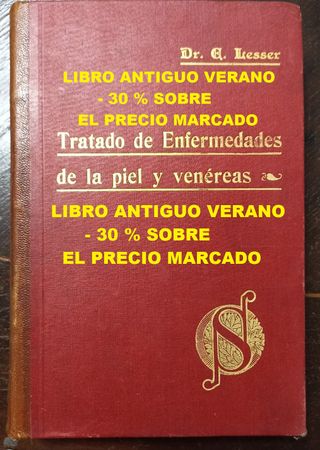 Dr. E. Lesser
LIBRO ANTIGUO VERANO
- 30 % SOBRE
EL PRECIO MARCADO
Tratado de Enfermedades
de la piel y venéreas
LIBRO ANTIGUO VERANO
- 30 % SOBRE
EL PRECIO MARCADO